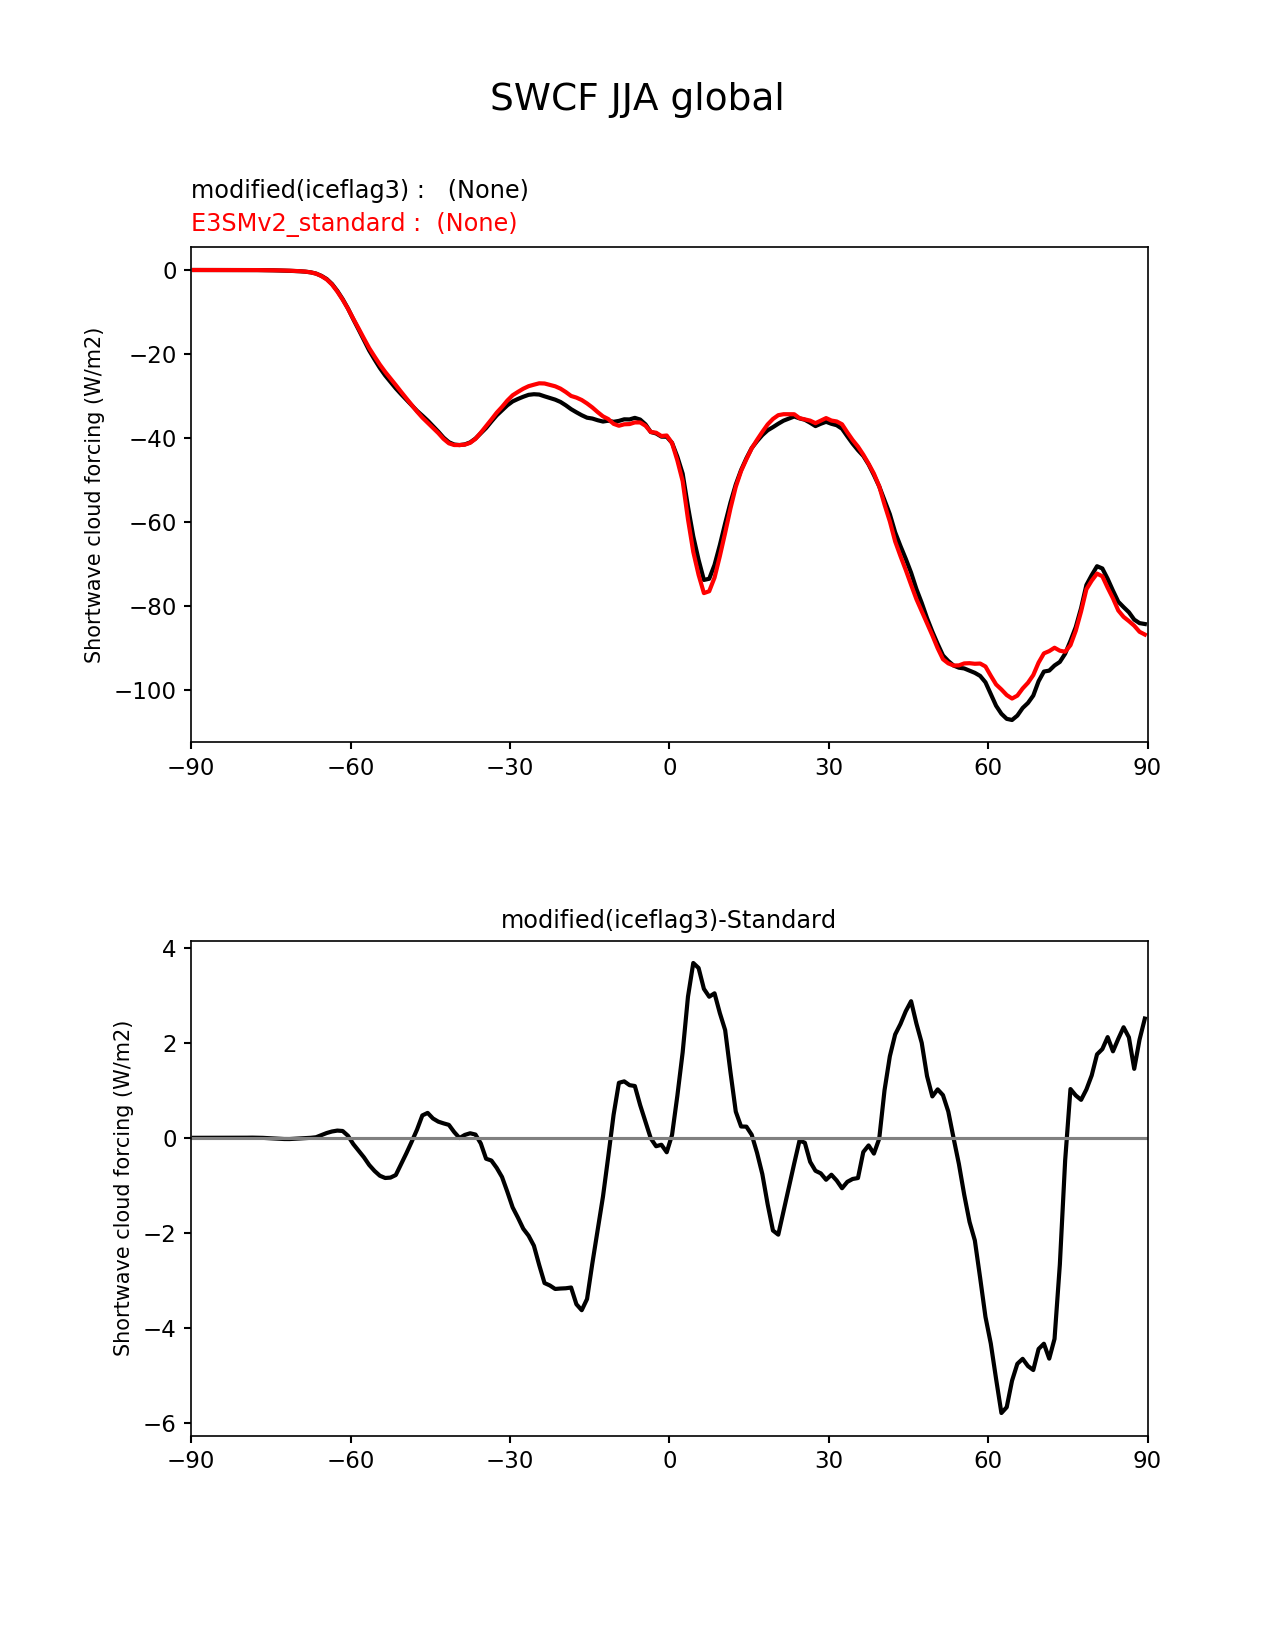 SWCF JJA global
modified(iceflag3) :   (None)
E3SMv2_standard :  (None)
Shortwave cloud forcing (W/m2)
0
−20
−40
−60
−80
−100
−90 −60 −30 0 30 60 90
modified(iceflag3)-Standard
Shortwave cloud forcing (W/m2)
4
2
0
−2
−4
−6
−90 −60 −30 0 30 60 90